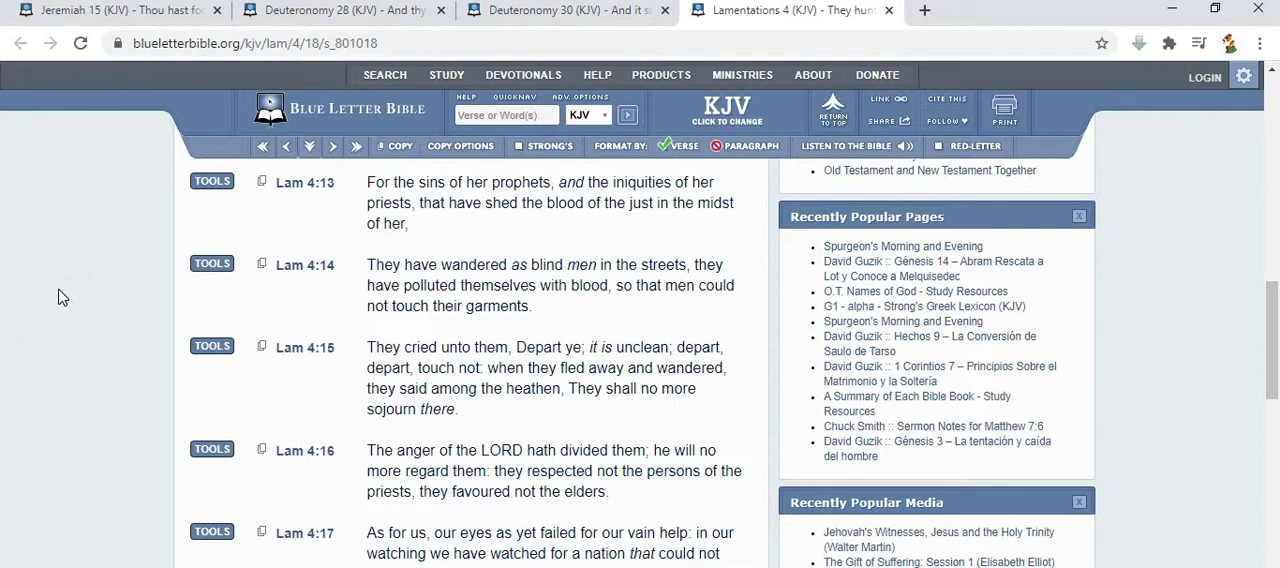 Jeremiah 15 (KJV) - Thou hast fo
Deuteronomy 28 (KJV) - And thy
Deuteronomy 30 (KJV) - And it s
Lamentations 4 (KJV) - They hun
blueletterbible.org/kjv/lam/4/18/s_801018
SEARCH STUDY DEVOTIONALS HELP PRODUCTS MINISTRIES ABOUT DONATE
LOGIN
BLUE LETTER BIBLE
HELP QUICKNAV ADV. OPTIONS
Verse or Word(s)
KJV
KJV
CLICK TO CHANGE
RETURN
TO TOP
LINK
CITE THIS
SHARE
FOLLOW
PRINT
COPY COPY OPTIONS STRONG'S FORMAT BY: VERSE PARAGRAPH LISTEN TO THE BIBLE RED-LETTER
TOOLS Lam 4:13 For the sins of her prophets, and the iniquities of her
priests, that have shed the blood of the just in the midst
of her,
TOOLS Lam 4:14 They have wandered as blind men in the streets, they
have polluted themselves with blood, so that men could
not touch their garments.
TOOLS Lam 4:15 They cried unto them, Depart ye; it is unclean; depart,
depart, touch not: when they fled away and wandered,
they said among the heathen, They shall no more
sojourn there.
TOOLS Lam 4:16 The anger of the LORD hath divided them; he will no
more regard them: they respected not the persons of the
priests, they favoured not the elders.
TOOLS Lam 4:17 As for us, our eyes as yet failed for our vain help: in our
watching we have watched for a nation that could not
Old Testament and New Testament Together
Recently Popular Pages
Spurgeon's Morning and Evening
David Guzik :: Génesis 14 – Abram Rescata a
Lot y Conoce a Melquisedec
O.T. Names of God - Study Resources
G1 - alpha - Strong's Greek Lexicon (KJV)
Spurgeon's Morning and Evening
David Guzik :: Hechos 9 – La Conversión de
Saulo de Tarso
David Guzik :: 1 Corintios 7 – Principios Sobre el
Matrimonio y la Soltería
A Summary of Each Bible Book - Study
Resources
Chuck Smith :: Sermon Notes for Matthew 7:6
David Guzik :: Génesis 3 – La tentación y caída
del hombre
Recently Popular Media
Jehovah's Witnesses, Jesus and the Holy Trinity
(Walter Martin)
The Gift of Suffering: Session 1 (Elisabeth Elliot)